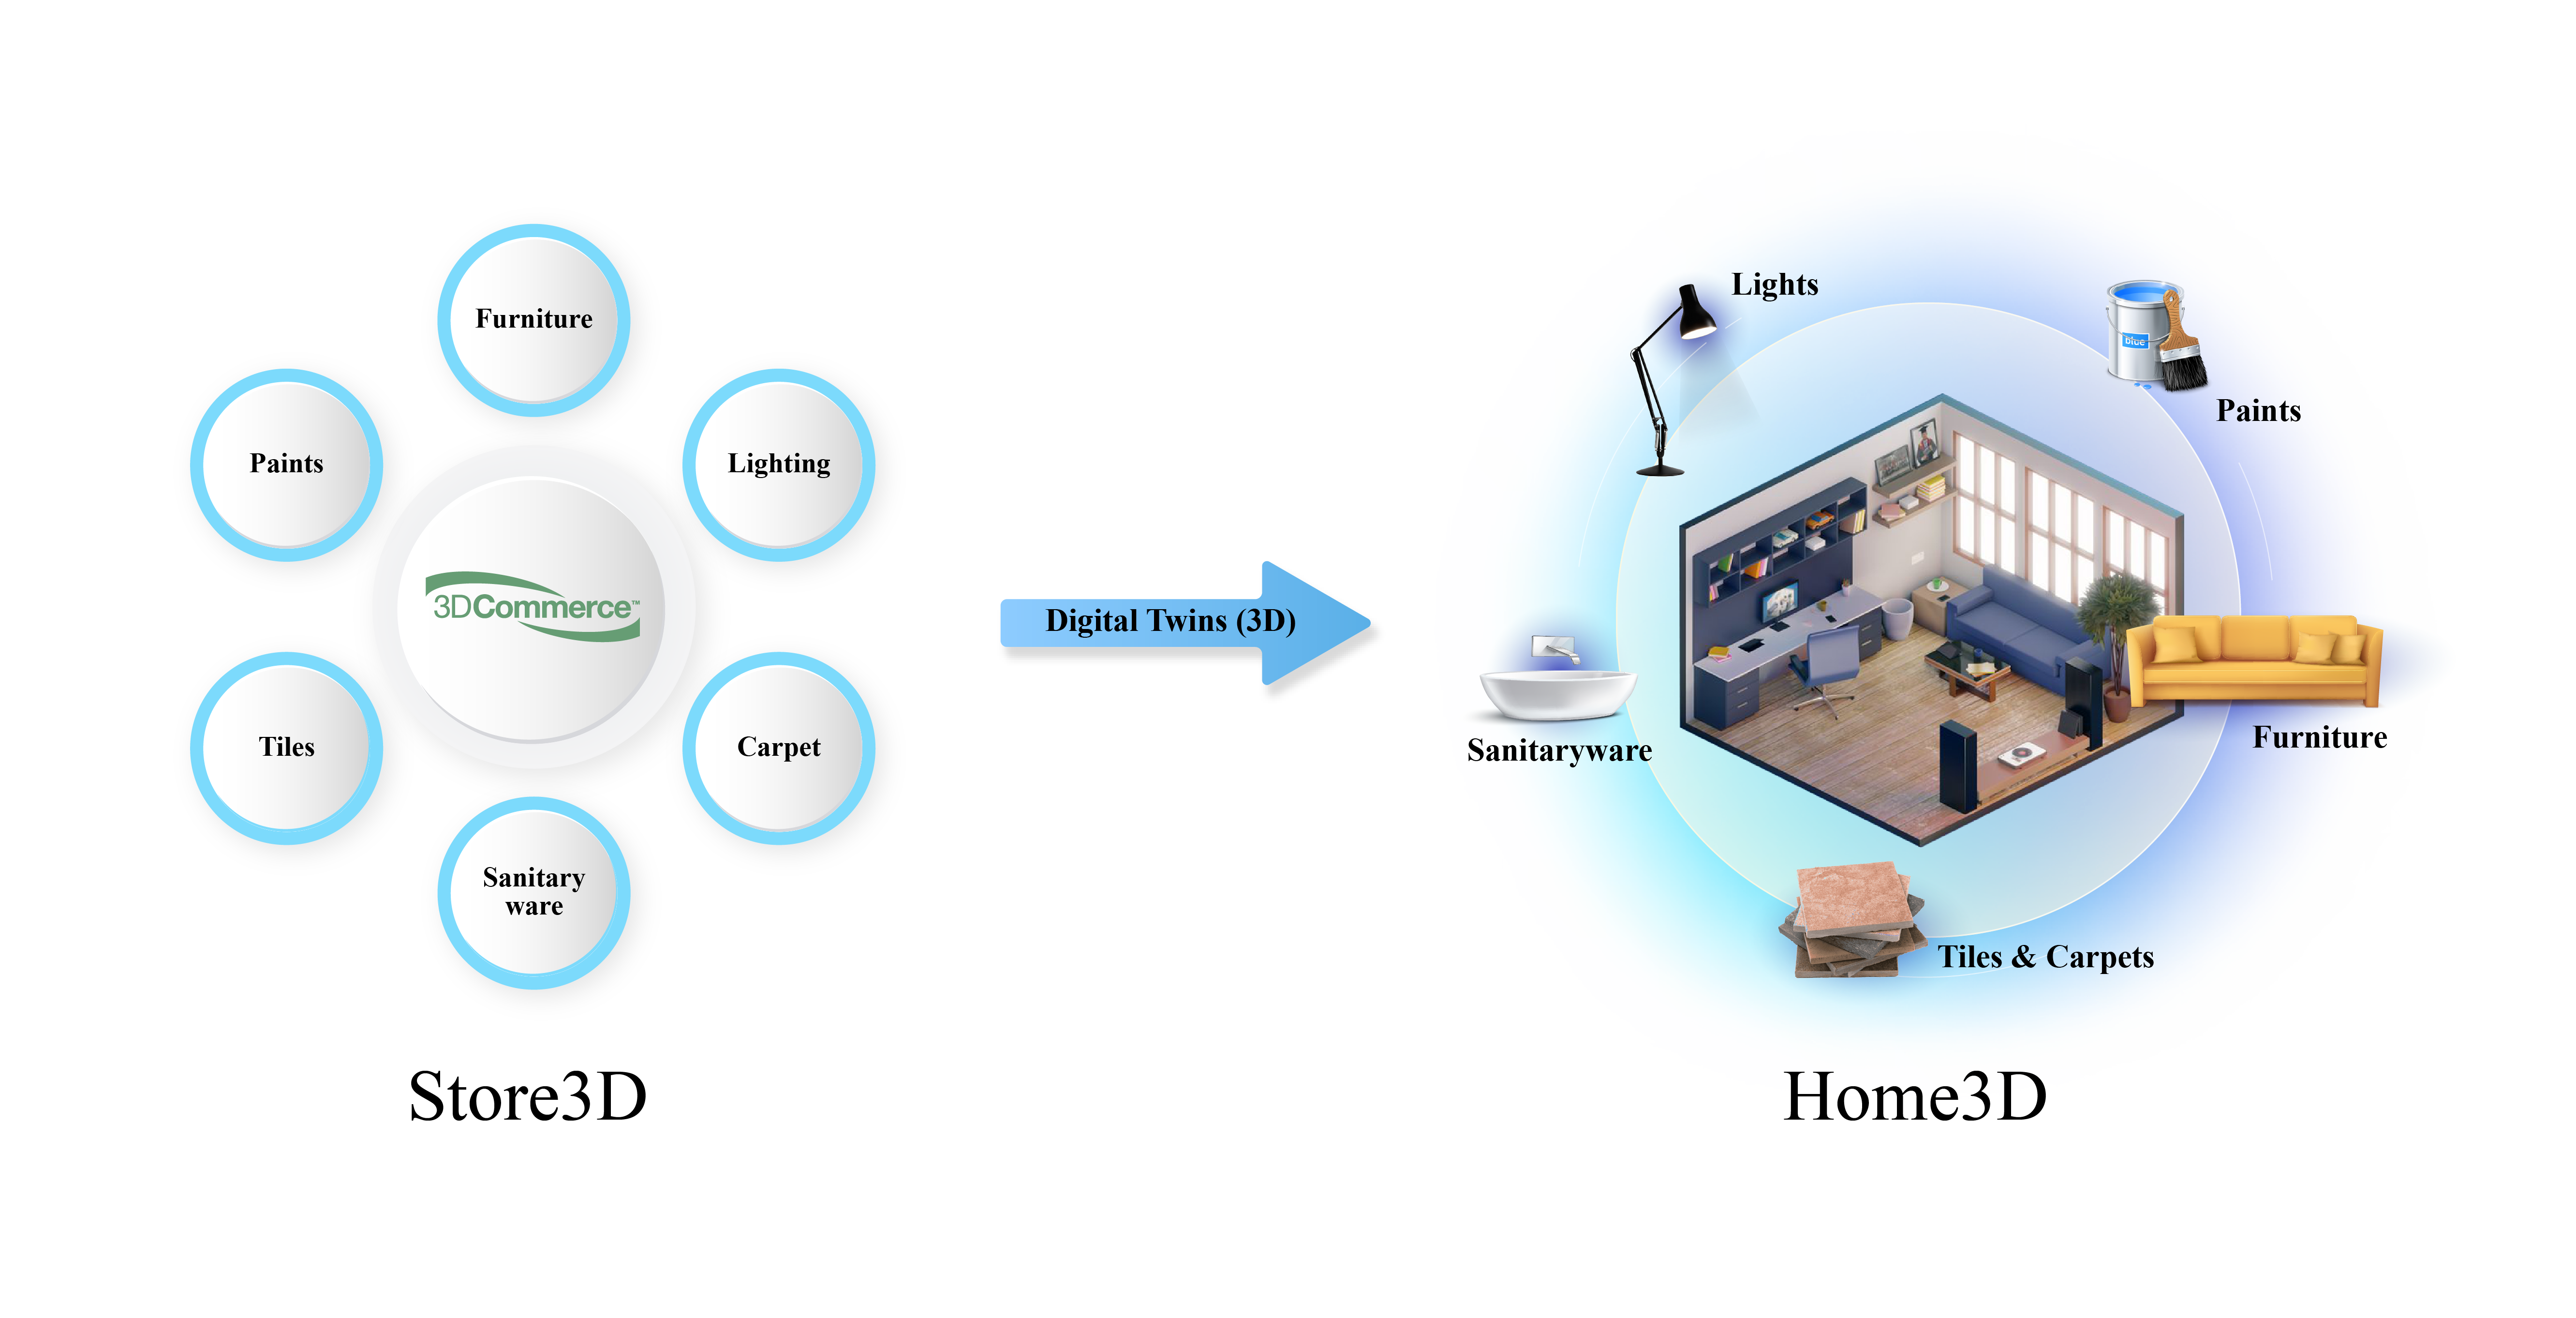 Furniture
Paints
Lighting
3DCommerce™
Tiles
Carpet
Sanitary
ware
Store3D
Digital Twins (3D)
Lights
blue
Paints
Sanitaryware
Furniture
Tiles & Carpets
Home3D